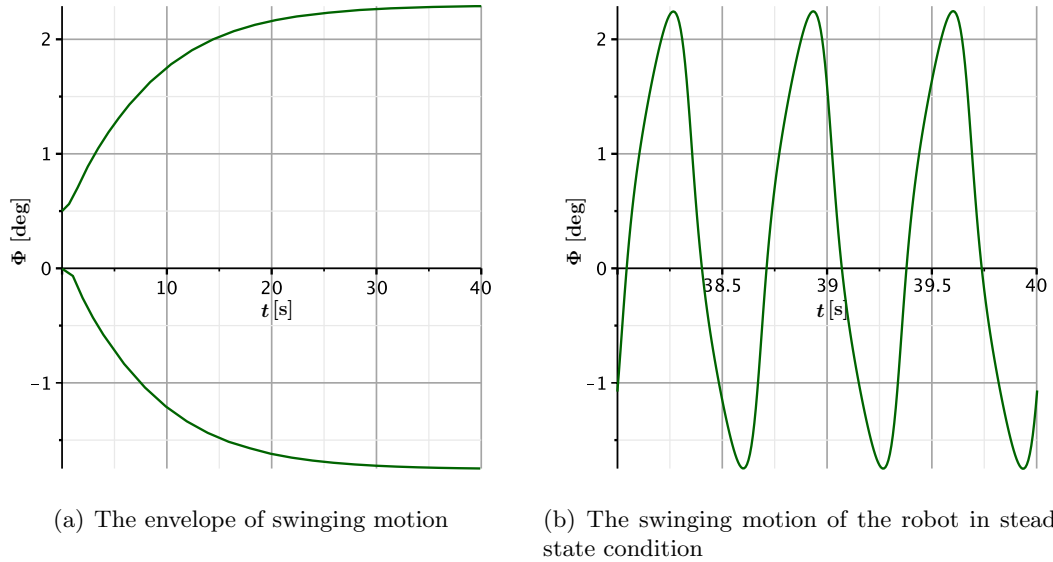 2
1
0
−1
Φ [deg]
10
20
30
40
t [s]
2
1
0
−1
Φ [deg]
38.5
39
39.5
40
t [s]
(a) The envelope of swinging motion
(b) The swinging motion of the robot in stead
state condition